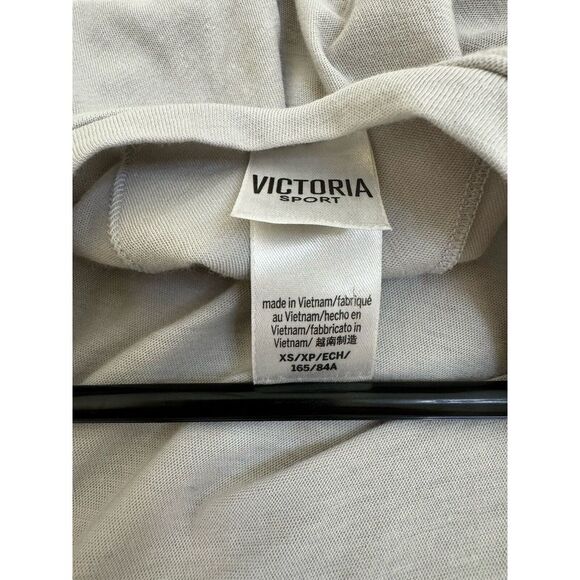 VICTORIA
SPORT
made in Vietnam/fabriqué
au Vietnam/hecho en
Vietnam/fabbricato in
Vietnam/ 越南制造
XS/XP/ECH/
165/84A